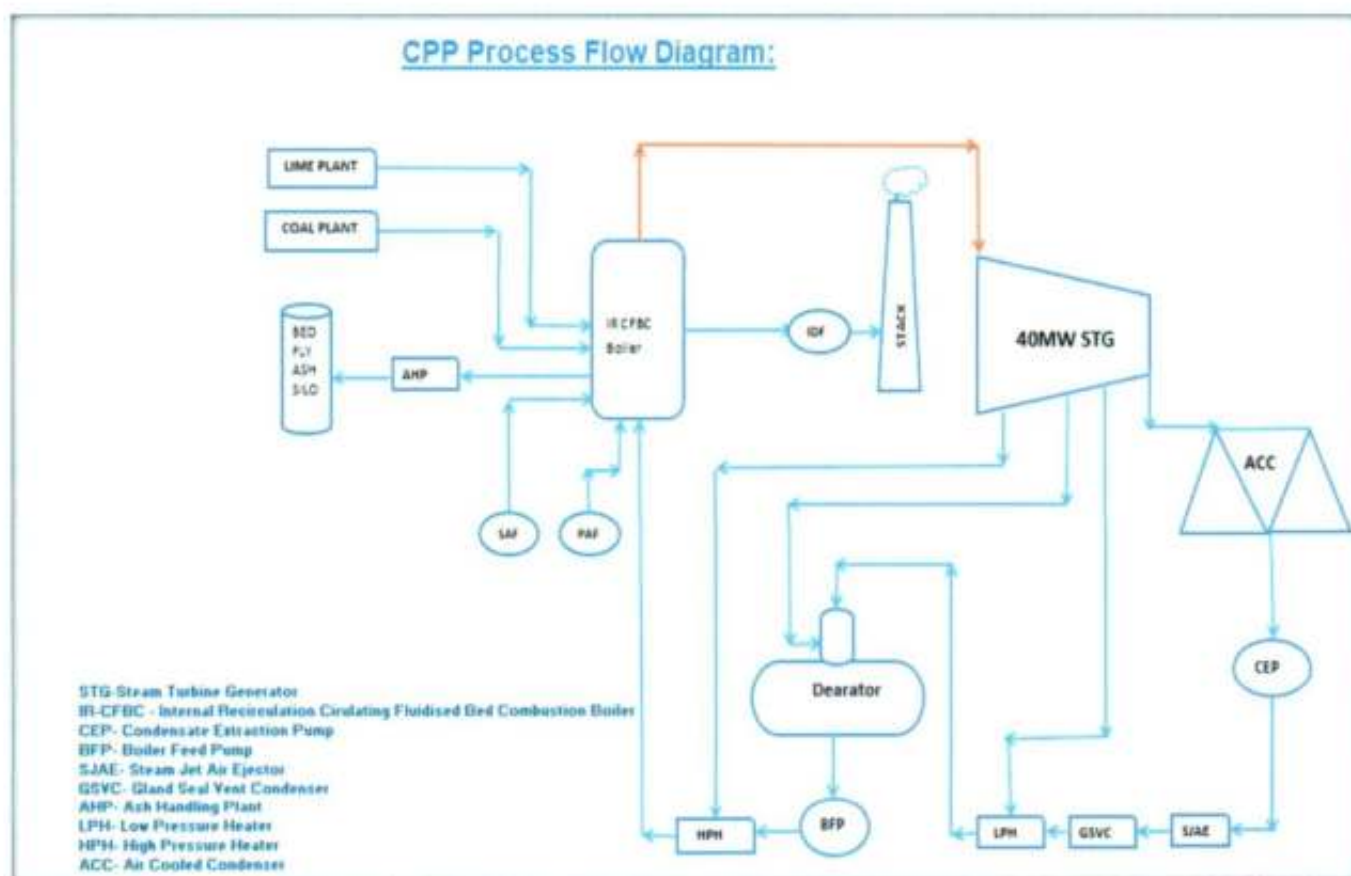 CPP Process Flow Diagram:
LIME PLANT
COAL PLANT
BED
FLY
ASH
SILO
AHP
IR CFBC
Boiler
IDF
STACK
40MW STG
ACC
SAF
PAF
CEP
Dearator
BFP
HPH
LPH
GSVC
SJAE
STG-Steam Turbine Generator
IR-CFBC - Internal Recirculation Cirulating Fluidised Bed Combustion Boiler
CEP- Condensate Extraction Pump
BFP- Boiler Feed Pump
SJAE- Steam Jet Air Ejector
GSVC- Gland Seal Vent Condenser
AHP- Ash Handling Plant
LPH- Low Pressure Heater
HPH- High Pressure Heater
ACC- Air Cooled Condenser